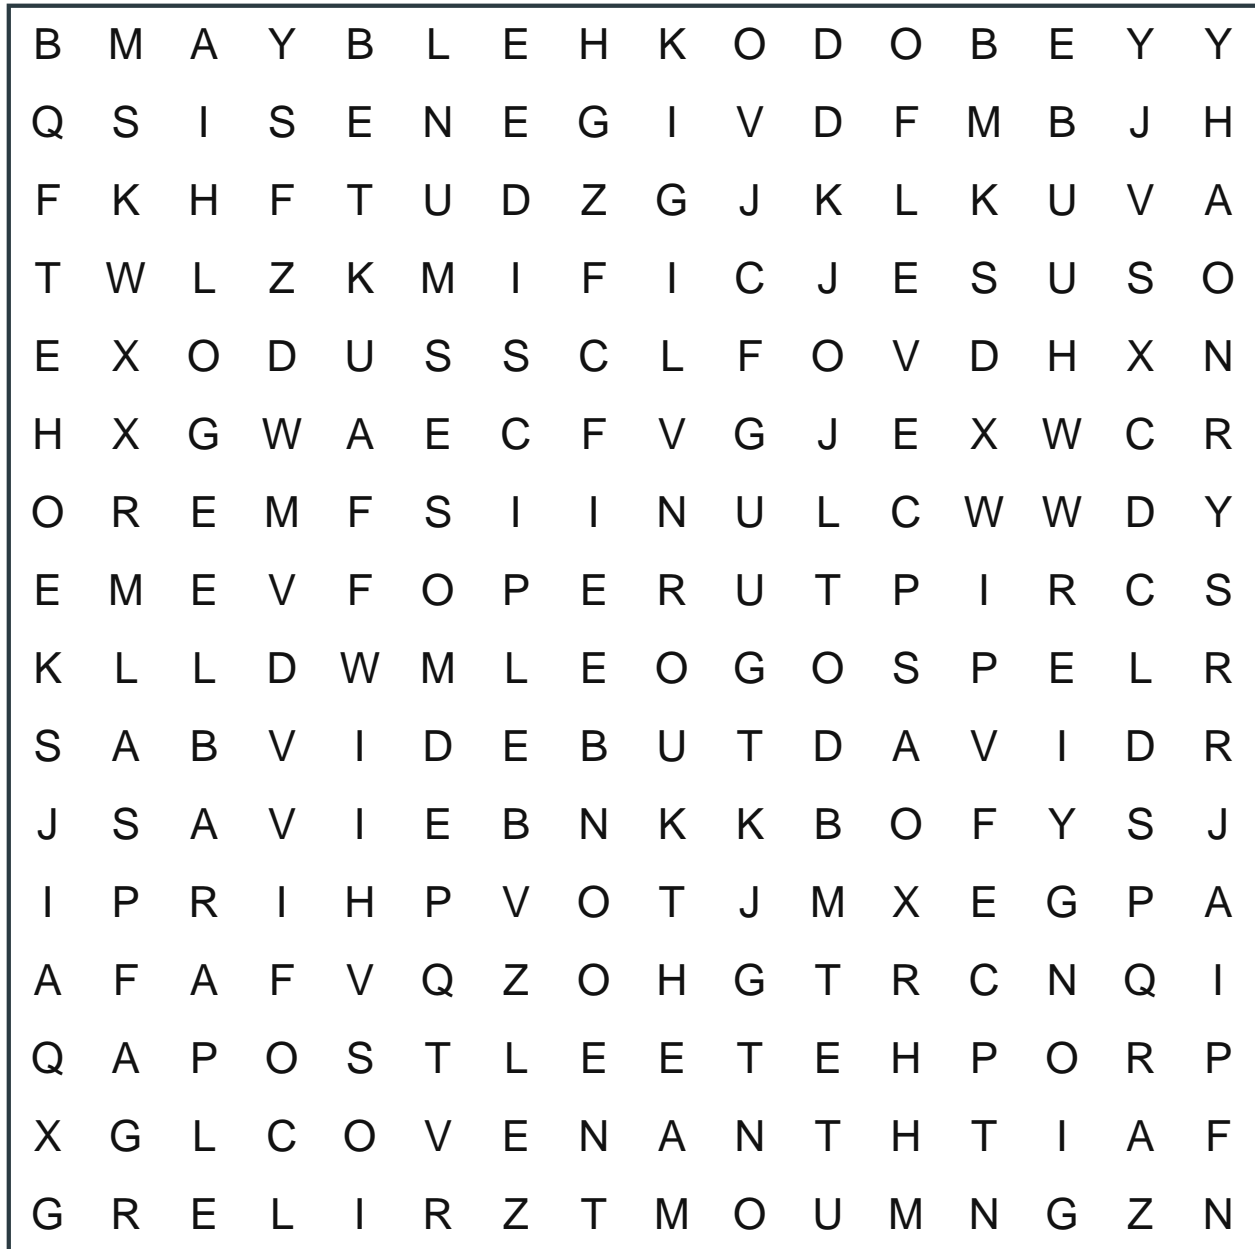 B M A Y B L E H K O D O B E Y Y
Q S I S E N E G I V D F M B J H
F K H F T U D Z G J K L K U V A
T W L Z K M I F I C J E S U S O
E X O D U S S C L F O V D H X N
H X G W A E C F V G J E X W C R
O R E M F S I I N U L C W W D Y
E M E V F O P E R U T P I R C S
K L L D W M L E O G O S P E L R
S A B V I D E B U T D A V I D R
J S A V I E B N K K B O F Y S J
I P R I H P V O T J M X E G P A
A F A F V Q Z O H G T R C N Q I
Q A P O S T L E E T E H P O R P
X G L C O V E N A N T H T I A F
G R E L I R Z T M O U M N G Z N